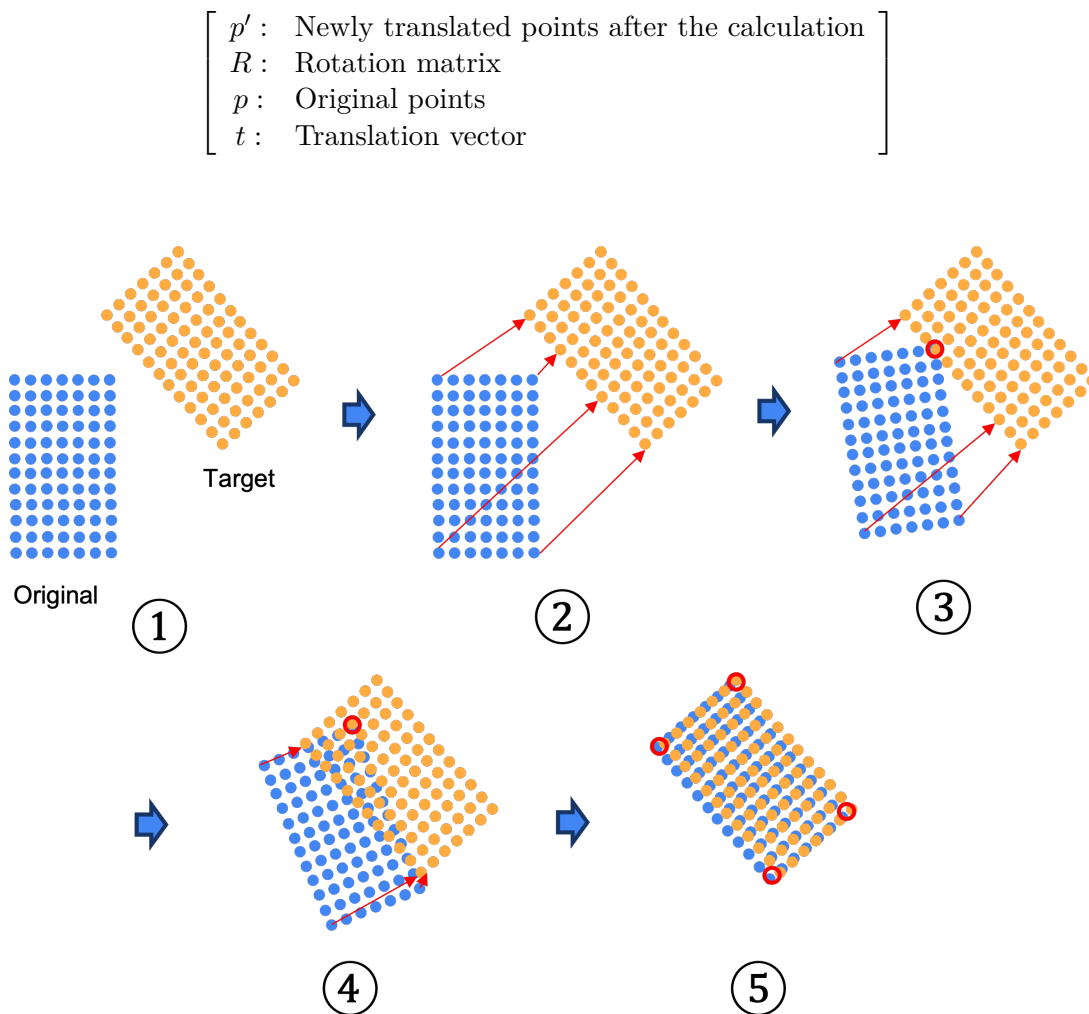 p′ : Newly translated points after the calculation
R : Rotation matrix
p : Original points
t : Translation vector
Target
Original
①
②
③
④
⑤